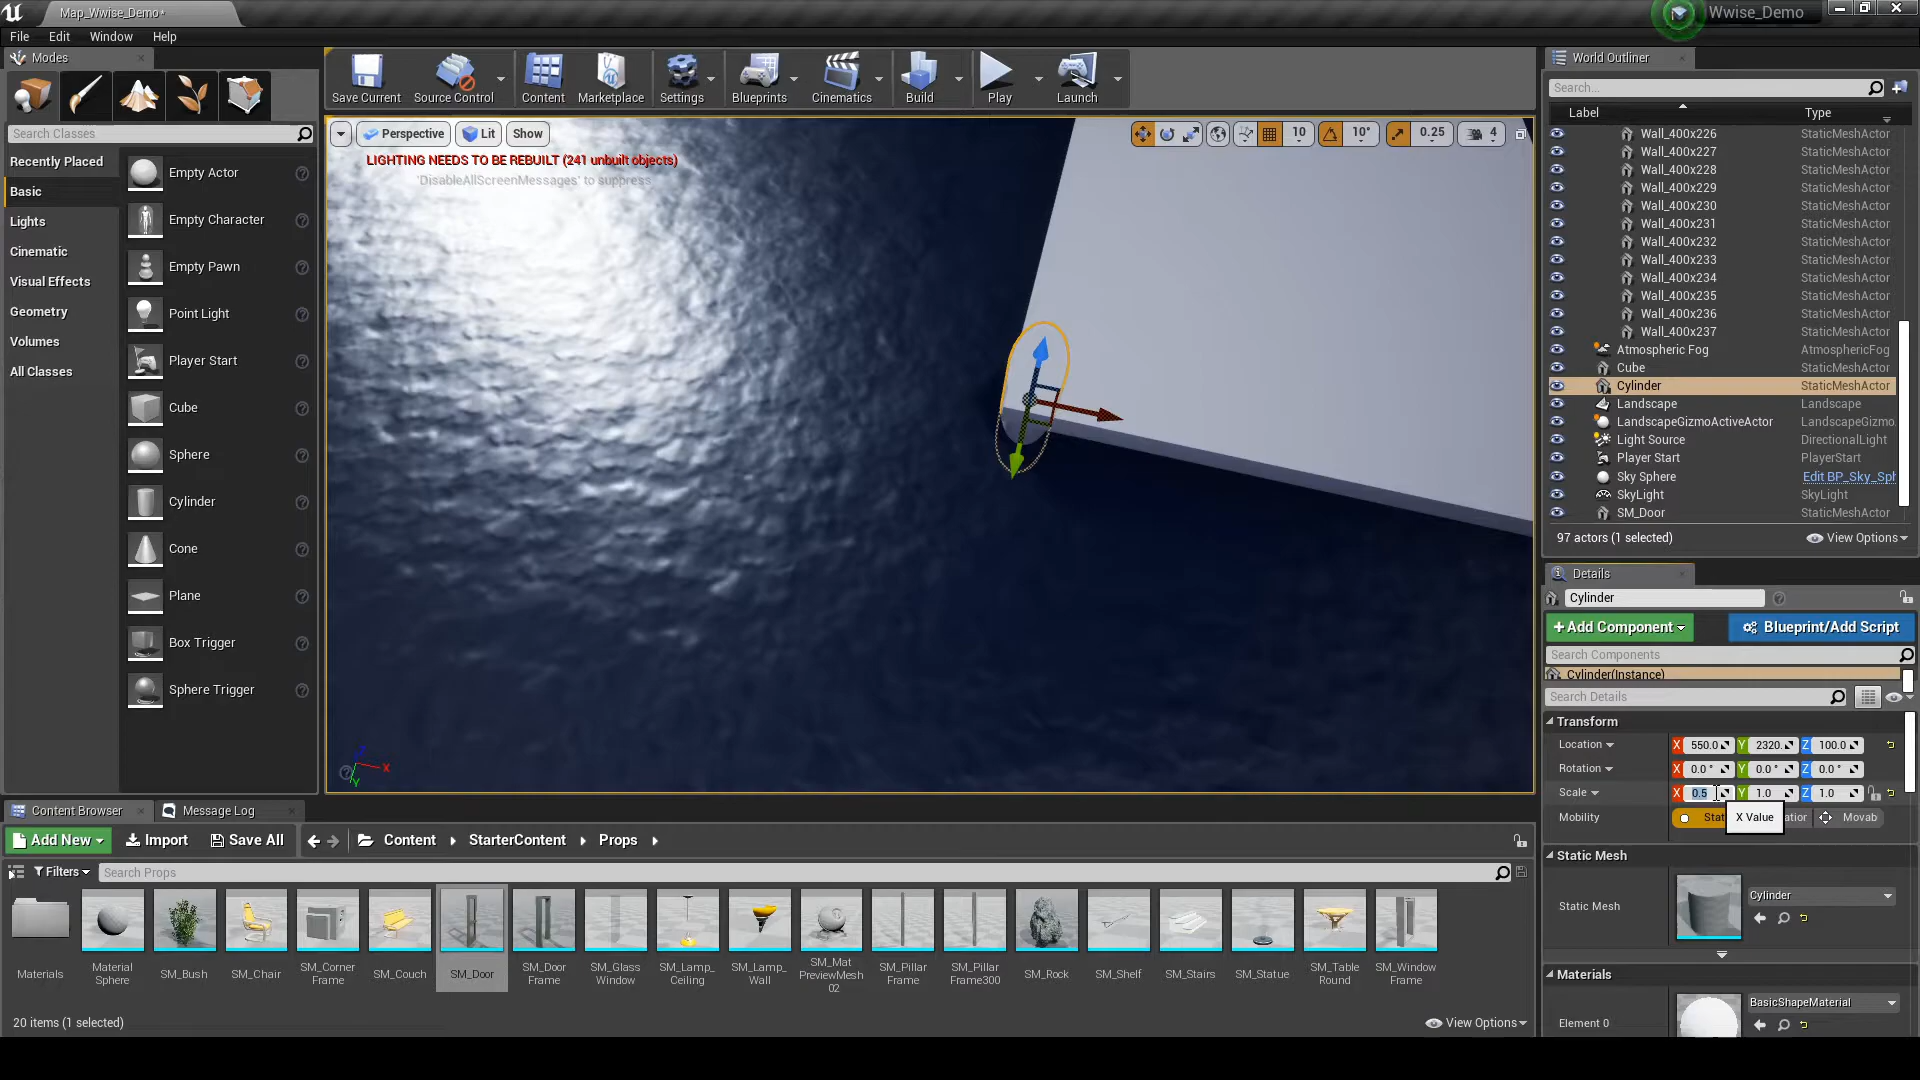 Map_Wwise_Demo*
Wwise_Demo
File Edit Window Help
Modes
Save Current
Source Control
Content
Marketplace
Settings
Blueprints
Cinematics
Build
Play
Launch
Search Classes
Recently Placed
Basic
Lights
Cinematic
Visual Effects
Geometry
Volumes
All Classes
Empty Actor
Empty Character
Empty Pawn
Point Light
Player Start
Cube
Sphere
Cylinder
Cone
Plane
Box Trigger
Sphere Trigger
Perspective Lit Show
10 10° 0.25 4
LIGHTING NEEDS TO BE REBUILT (241 unbuilt objects)
'DisableAllScreenMessages' to suppress
X
Y
World Outliner
Search...
Label Type
Wall_400x226 StaticMeshActor
Wall_400x227 StaticMeshActor
Wall_400x228 StaticMeshActor
Wall_400x229 StaticMeshActor
Wall_400x230 StaticMeshActor
Wall_400x231 StaticMeshActor
Wall_400x232 StaticMeshActor
Wall_400x233 StaticMeshActor
Wall_400x234 StaticMeshActor
Wall_400x235 StaticMeshActor
Wall_400x236 StaticMeshActor
Wall_400x237 StaticMeshActor
Atmospheric Fog AtmosphericFog
Cube StaticMeshActor
Cylinder StaticMeshActor
Landscape Landscape
LandscapeGizmoActiveActor LandscapeGizmo
Light Source DirectionalLight
Player Start PlayerStart
Sky Sphere Edit BP_Sky_Sph
SkyLight SkyLight
SM_Door StaticMeshActor
97 actors (1 selected) View Options
Details
Cylinder
+Add Component Blueprint/Add Script
Search Components
Cylinder(Instance)
Search Details
Transform
Location X 550.0 Y 2320. Z 100.0
Rotation X 0.0 ° Y 0.0 ° Z 0.0 °
Scale X 0.5 Y 1.0 Z 1.0
Mobility Stat X Value Movab
Static Mesh
Static Mesh Cylinder
Materials
Element 0 BasicShapeMaterial
Content Browser Message Log
Add New Import Save All Content StarterContent Props
Filters Search Props
Materials
Material Sphere
SM_Bush
SM_Chair
SM_Corner Frame
SM_Couch
SM_Door
SM_Door Frame
SM_Glass Window
SM_Lamp_ Ceiling
SM_Lamp_ Wall
SM_Mat PreviewMesh 02
SM_Pillar Frame
SM_Pillar Frame300
SM_Rock
SM_Shelf
SM_Stairs
SM_Statue
SM_Table Round
SM_Window Frame
20 items (1 selected) View Options